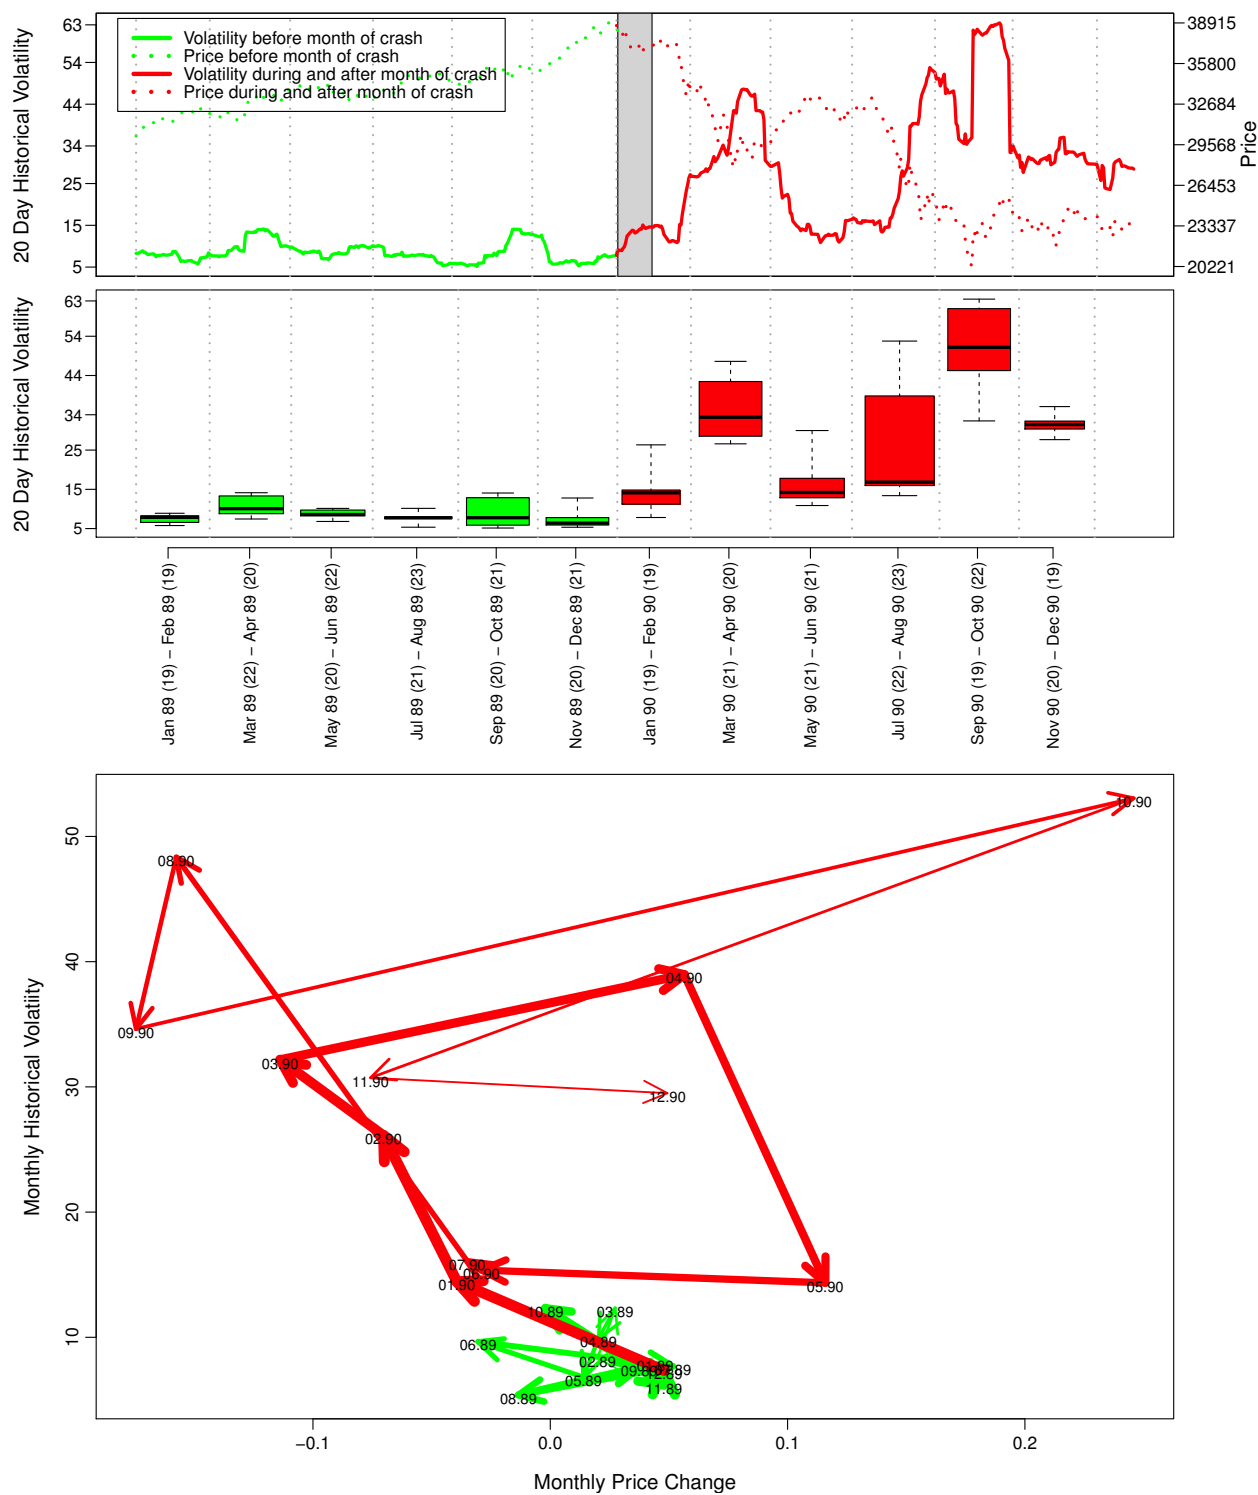 20 Day Historical Volatility
63
54
44
34
25
15
5
Volatility before month of crash
Price before month of crash
Volatility during and after month of crash
Price during and after month of crash
38915
35800
32684
29568
26453
23337
20221
Price
20 Day Historical Volatility
63
54
44
34
25
15
5
Jan 89 (19) − Feb 89 (19)
Mar 89 (22) − Apr 89 (20)
May 89 (20) − Jun 89 (22)
Jul 89 (21) − Aug 89 (23)
Sep 89 (20) − Oct 89 (21)
Nov 89 (20) − Dec 89 (21)
Jan 90 (19) − Feb 90 (19)
Mar 90 (21) − Apr 90 (20)
May 90 (21) − Jun 90 (21)
Jul 90 (22) − Aug 90 (23)
Sep 90 (19) − Oct 90 (22)
Nov 90 (20) − Dec 90 (19)
Monthly Historical Volatility
50
40
30
20
10
10.90
08.90
04.90
09.90
03.90
11.90
12.90
02.90
07.90
06.90
01.90
05.90
10.89
03.89
04.89
06.89
02.89
01.89
05.89
11.89
08.89
−0.1
0.0
0.1
0.2
Monthly Price Change